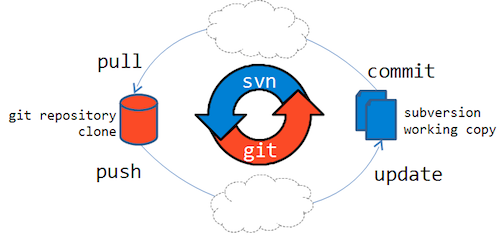 pull
commit
svn
git repository
clone
subversion
working copy
git
push
update